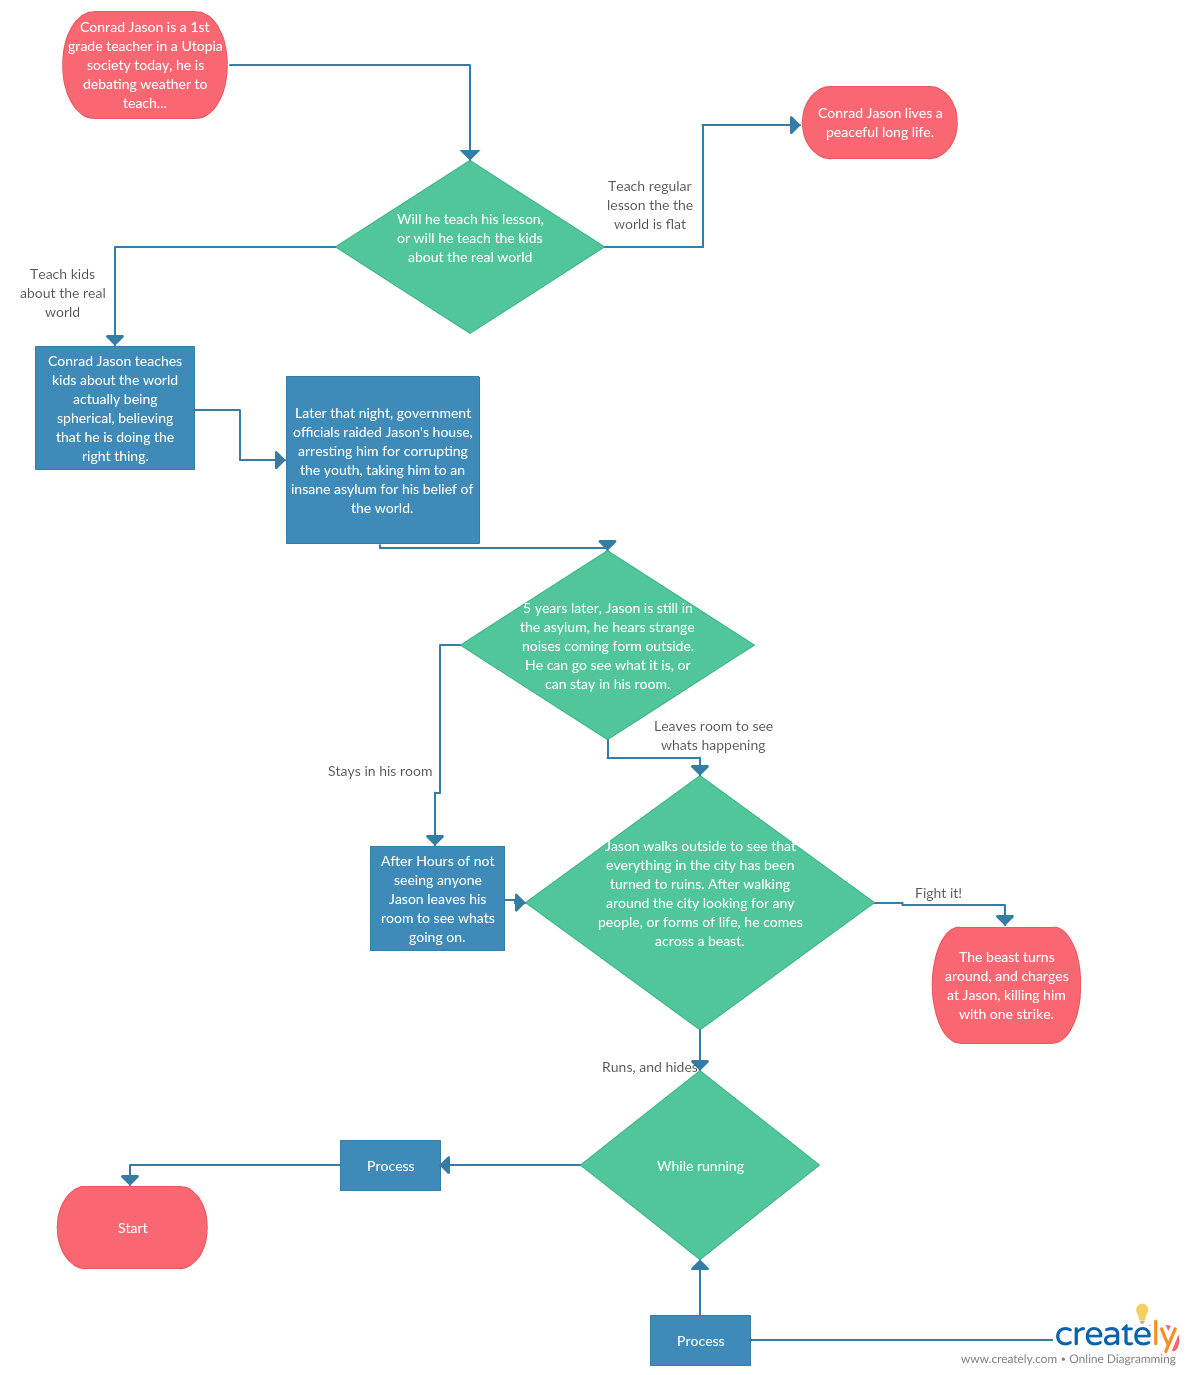 Conrad Jason is a 1st
grade teacher in a Utopia
society today, he is
debating weather to
teach...
Conrad Jason lives a
peaceful long life.
Teach regular
lesson the the
world is flat
Will he teach his lesson,
or will he teach the kids
about the real world
Teach kids
about the real
world
Conrad Jason teaches
kids about the world
actually being
spherical, believing
that he is doing the
right thing.
Later that night, government
officials raided Jason's house,
arresting him for corrupting
the youth, taking him to an
insane asylum for his belief of
the world.
5 years later, Jason is still in
the asylum, he hears strange
noises coming form outside.
He can go see what it is, or
can stay in his room.
Leaves room to see
whats happening
Stays in his room
After Hours of not
seeing anyone
Jason leaves his
room to see whats
going on.
Jason walks outside to see that
everything in the city has been
turned to ruins. After walking
around the city looking for any
people, or forms of life, he comes
across a beast.
Fight it!
The beast turns
around, and charges
at Jason, killing him
with one strike.
Runs, and hides
While running
Process
Start
Process
creately
www.creately.com • Online Diagramming